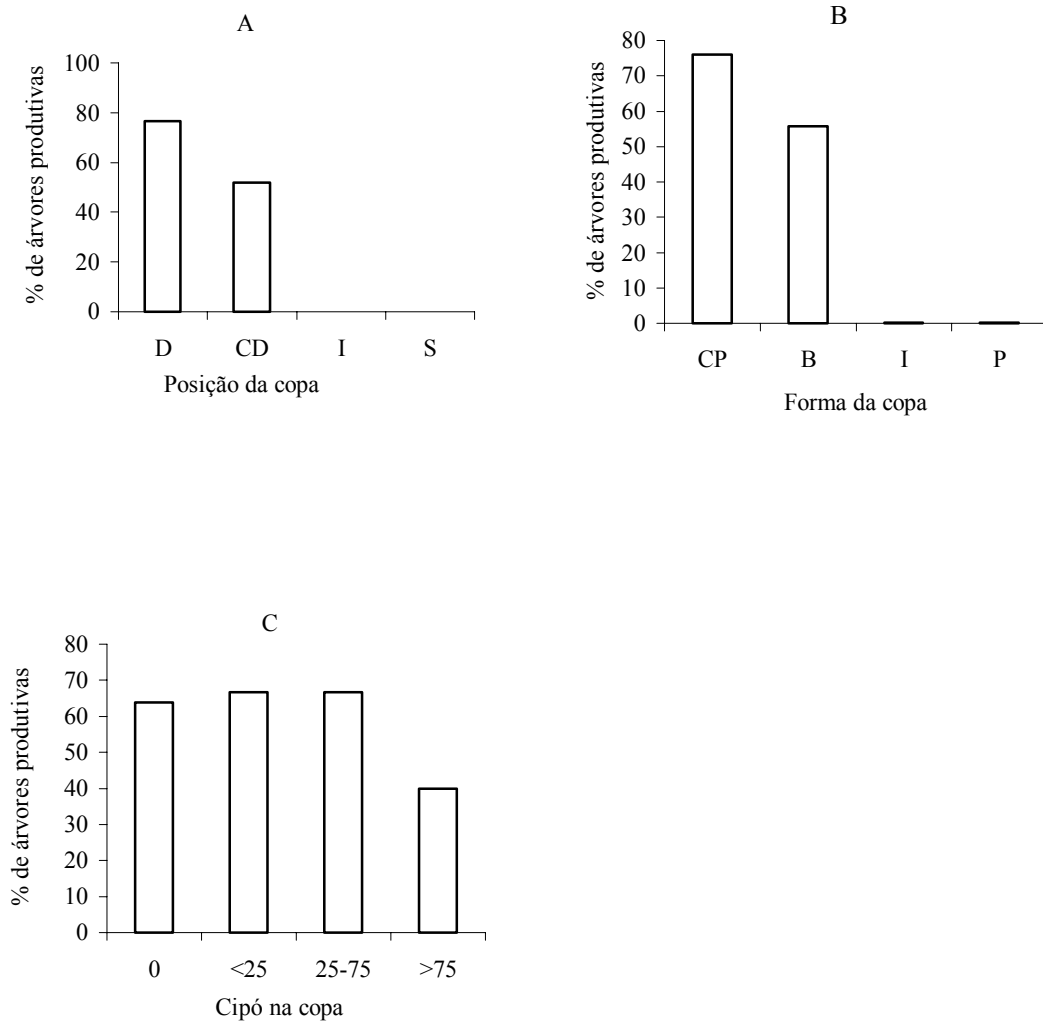 A
100
80
60
40
20
0
% de árvores produtivas
D CD I S
Posição da copa
B
80
70
60
50
40
30
20
10
0
% de árvores produtivas
CP B I P
Forma da copa
C
80
70
60
50
40
30
20
10
0
% de árvores produtivas
0 <25 25-75 >75
Cipó na copa